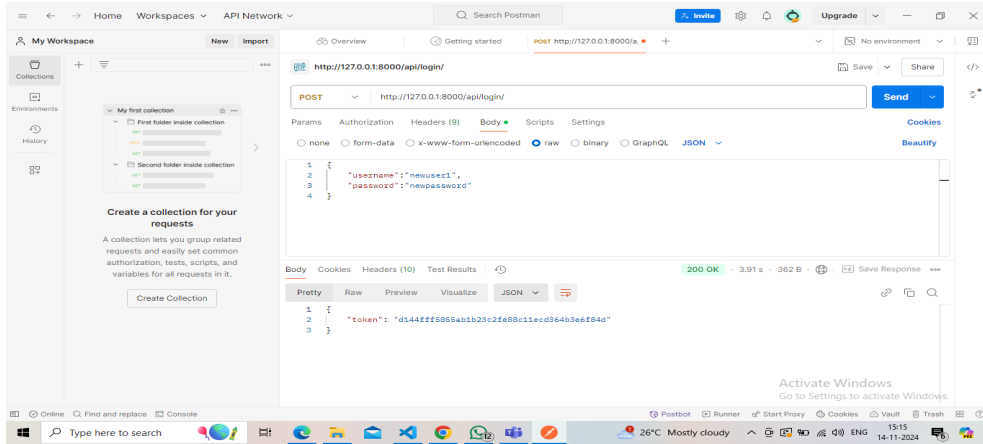 Home Workspaces API Network Search Postman Invite Upgrade
My Workspace New Import Overview Getting started POST http://127.0.0.1:8000/a No environment
Collections
Environments
History
My first collection
First folder inside collection
Second folder inside collection
Create a collection for your
requests
A collection lets you group related
requests and easily set common
authorization, tests, scripts, and
variables for all requests in it.
Create Collection
http://127.0.0.1:8000/api/login/ Save Share
POST http://127.0.0.1:8000/api/login/ Send
Params Authorization Headers (9) Body Scripts Settings Cookies
none form-data x-www-form-urlencoded raw binary GraphQL JSON Beautify
1 {
2 "username":"newuser1",
3 "password":"newpassword"
4 }
Body Cookies Headers (10) Test Results 200 OK 3.91 s 362 B Save Response
Pretty Raw Preview Visualize JSON
1 {
2 "token": "d144fff5855ab1b23c2fe88c11ecd364b3e6f84d"
3 }
Activate Windows
Go to Settings to activate Windows.
Online Find and replace Console Postbot Runner Start Proxy Cookies Vault Trash
Type here to search 26°C Mostly cloudy ENG 15:15
14-11-2024